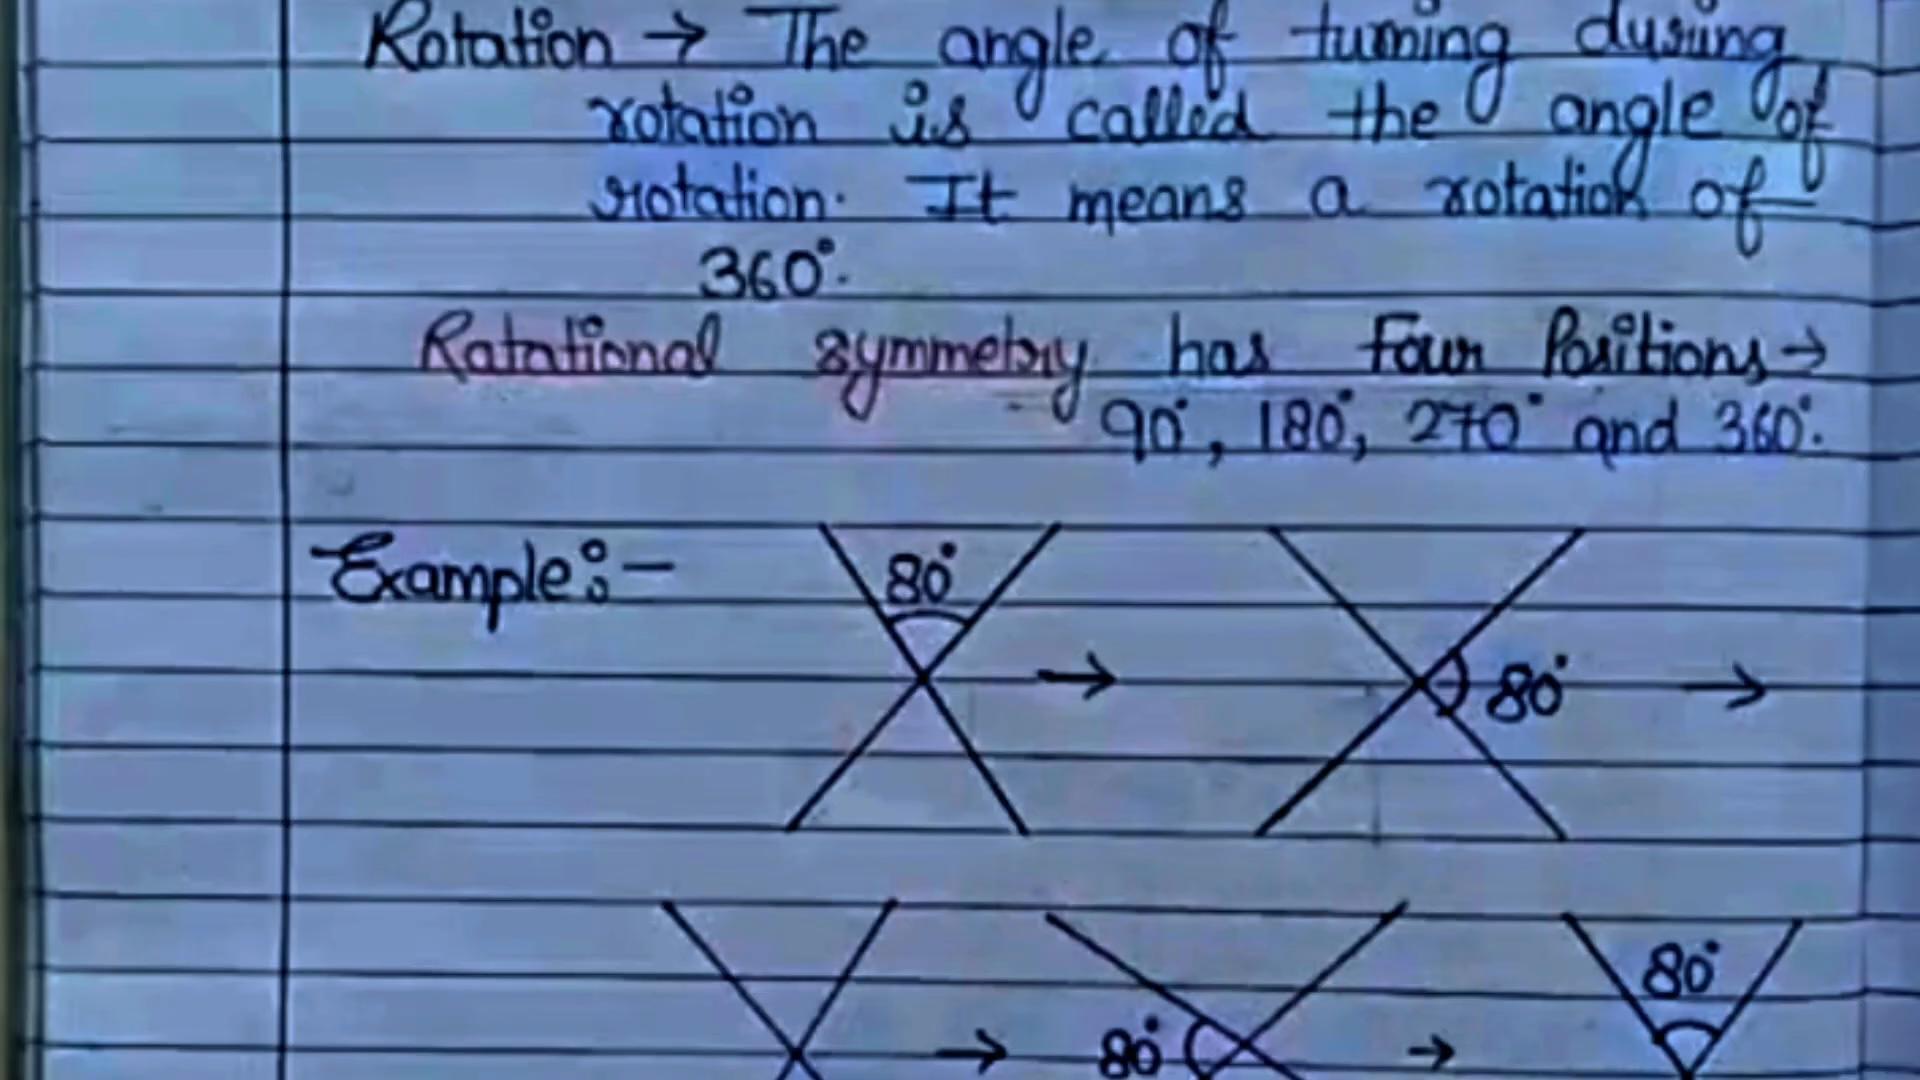 Rotation → The angle of turning during
rotation is called the angle of
rotation. It means a rotation of
360°.
Ratational symmetry has Four Positions →
90°, 180°, 270° and 360°.
Example :-
80°
→
80°
→
→
80°
→
80°